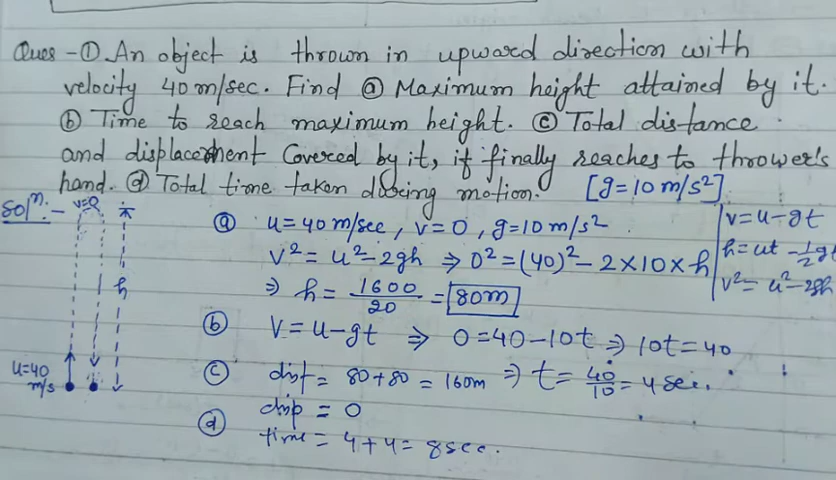 Ques - ① An object is thrown in upward direction with
velocity 40 m/sec. Find ⓐ Maximum height attained by it.
ⓑ Time to reach maximum height. ⓒ Total distance
and displacement covered by it, if finally reaches to thrower's
hand. ⓓ Total time taken during motion. [g=10 m/s²]
Solⁿ:-
v=0
h
u=40
m/s
ⓐ u=40 m/sec, v=0, g=10 m/s²
v² = u²-2gh ⇒ 0² = (40)² - 2×10×h
⇒ h = 1600/20 = 80m
ⓑ v = u-gt ⇒ 0=40-10t ⇒ 10t=40
⇒ t = 40/10 = 4 sec.
ⓒ dist = 80+80 = 160m
disp = 0
ⓓ time = 4+4= 8sec.
v=u-gt
h=ut - 1/2 gt
v²= u²-2gh